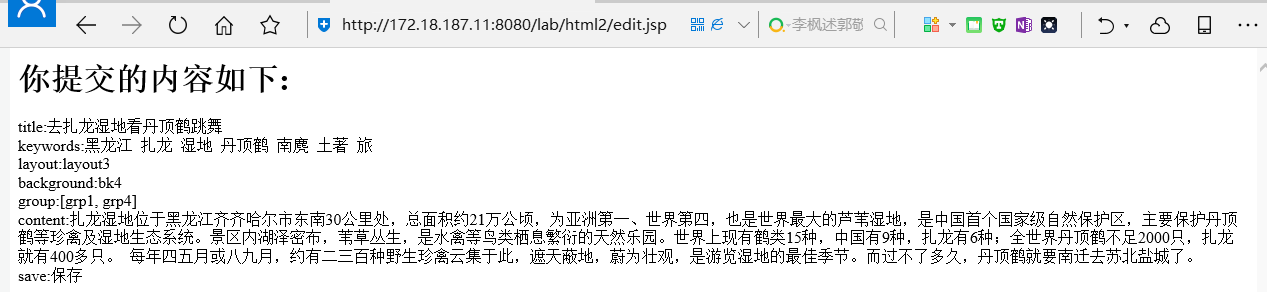 http://172.18.187.11:8080/lab/html2/edit.jsp
李枫述郭敬
你提交的内容如下：
title:去扎龙湿地看丹顶鹤跳舞
keywords:黑龙江 扎龙 湿地 丹顶鹤 南麂 土著 旅
layout:layout3
background:bk4
group:[grp1, grp4]
content:扎龙湿地位于黑龙江齐齐哈尔市东南30公里处，总面积约21万公顷，为亚洲第一、世界第四，也是世界最大的芦苇湿地，是中国首个国家级自然保护区，主要保护丹顶
鹤等珍禽及湿地生态系统。景区内湖泽密布，苇草丛生，是水禽等鸟类栖息繁衍的天然乐园。世界上现有鹤类15种，中国有9种，扎龙有6种；全世界丹顶鹤不足2000只，扎龙
就有400多只。 每年四五月或八九月，约有二三百种野生珍禽云集于此，遮天蔽地，蔚为壮观，是游览湿地的最佳季节。而过不了多久，丹顶鹤就要南迁去苏北盐城了。
save:保存